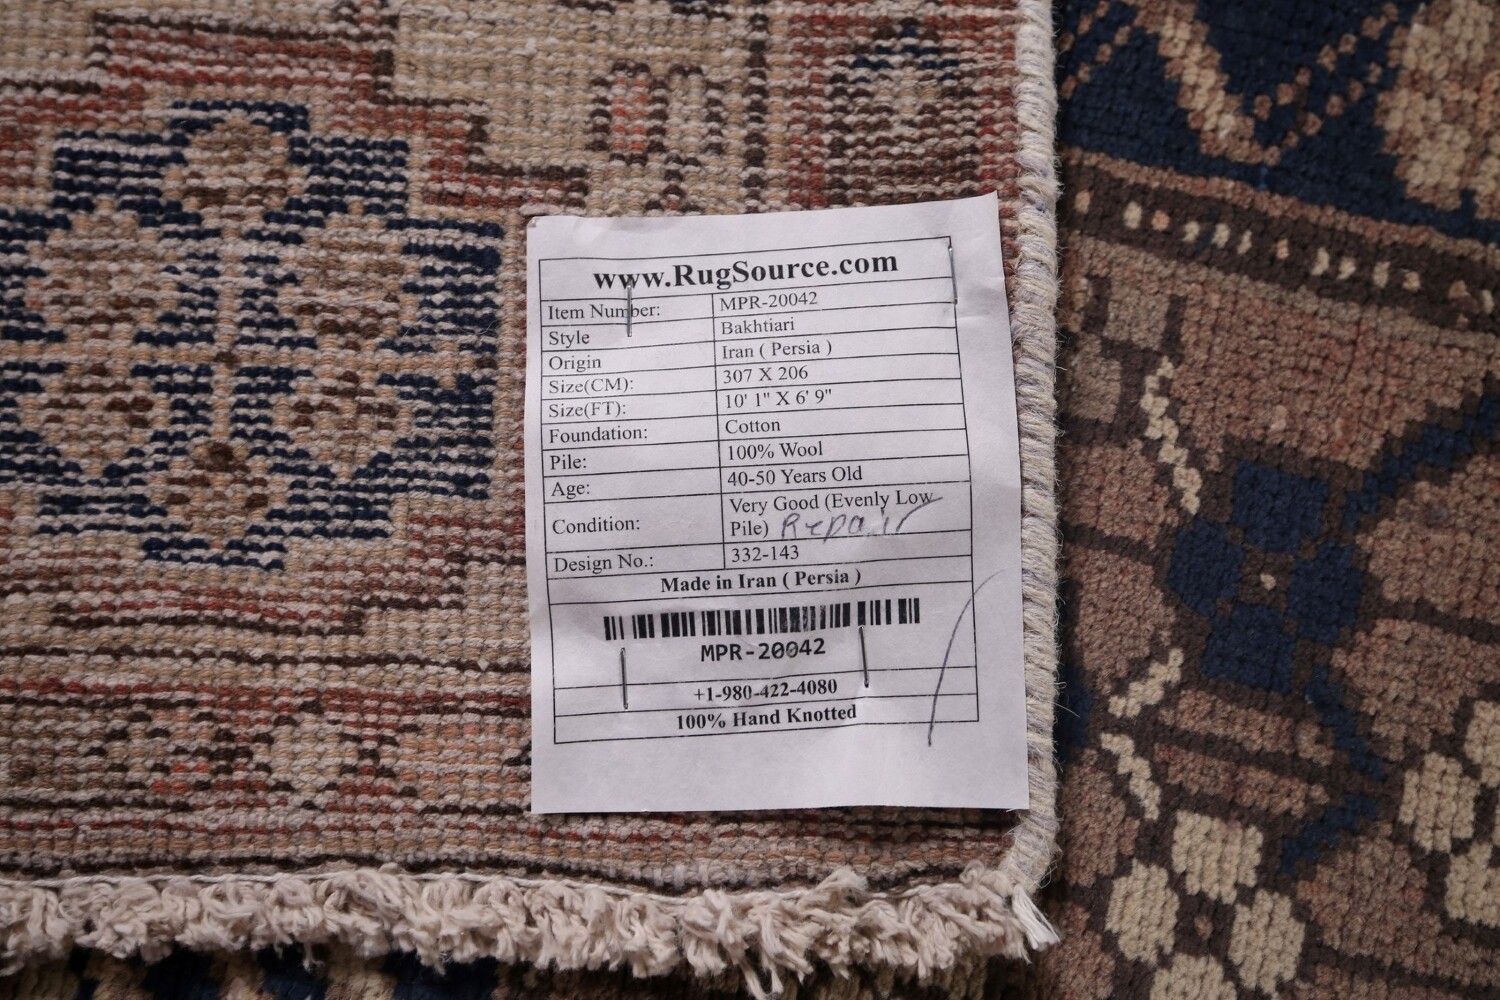 www.RugSource.com
Item Number: MPR-20042
Style Bakhtiari
Origin Iran ( Persia )
Size(CM): 307 X 206
Size(FT): 10' 1" X 6' 9"
Foundation: Cotton
Pile: 100% Wool
Age: 40-50 Years Old
Condition: Very Good (Evenly Low
Pile) Repair
Design No.: 332-143
Made in Iran ( Persia )
MPR-20042
+1-980-422-4080
100% Hand Knotted